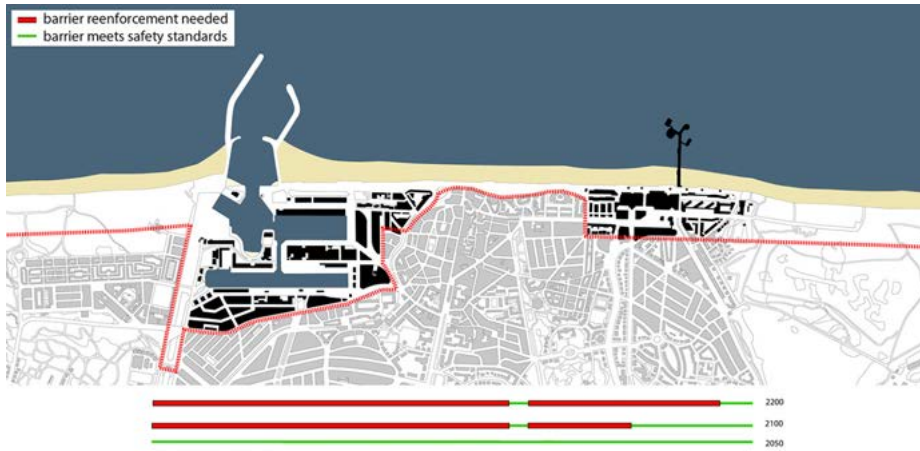 barrier reenforcement needed
barrier meets safety standards
2200
2100
2050